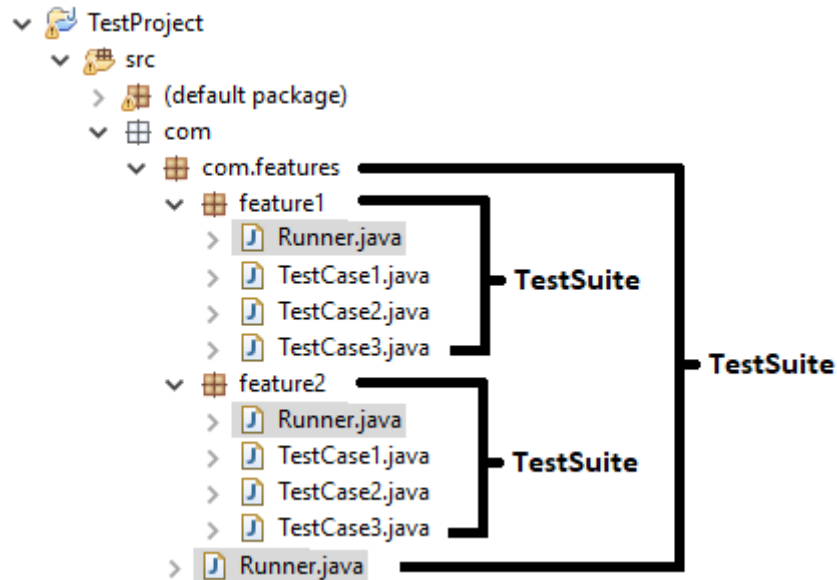 TestProject
src
(default package)
com
com.features
feature1
Runner.java
TestCase1.java
TestSuite
TestCase2.java
TestCase3.java
TestSuite
feature2
Runner.java
TestCase1.java
TestSuite
TestCase2.java
TestCase3.java
Runner.java